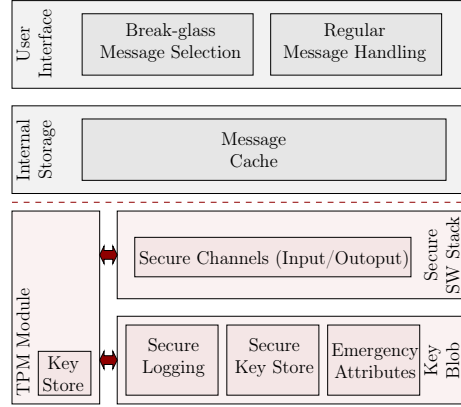 User
Interface
Break-glass
Message Selection
Regular
Message Handling
Internal
Storage
Message
Cache
TPM Module
Key
Store
Secure Channels (Input/Outoput)
Secure
SW Stack
Secure
Logging
Secure
Key Store
Emergency
Attributes
Key
Blob